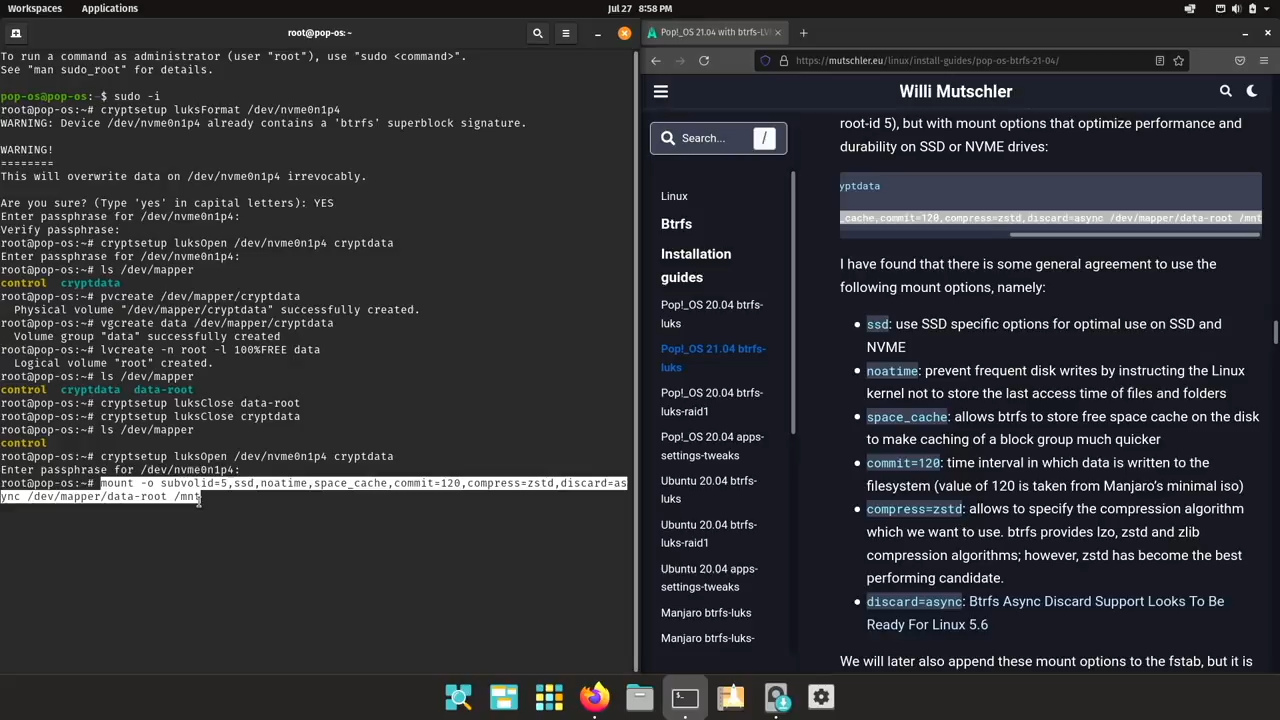 Workspaces Applications Jul 27 8:58 PM
root@pop-os: ~
To run a command as administrator (user "root"), use "sudo <command>".
See "man sudo_root" for details.
pop-os@pop-os:~$ sudo -i
root@pop-os:~# cryptsetup luksFormat /dev/nvme0n1p4
WARNING: Device /dev/nvme0n1p4 already contains a 'btrfs' superblock signature.
WARNING!
========
This will overwrite data on /dev/nvme0n1p4 irrevocably.
Are you sure? (Type 'yes' in capital letters): YES
Enter passphrase for /dev/nvme0n1p4:
Verify passphrase:
root@pop-os:~# cryptsetup luksOpen /dev/nvme0n1p4 cryptdata
Enter passphrase for /dev/nvme0n1p4:
root@pop-os:~# ls /dev/mapper
control cryptdata
root@pop-os:~# pvcreate /dev/mapper/cryptdata
Physical volume "/dev/mapper/cryptdata" successfully created.
root@pop-os:~# vgcreate data /dev/mapper/cryptdata
Volume group "data" successfully created
root@pop-os:~# lvcreate -n root -l 100%FREE data
Logical volume "root" created.
root@pop-os:~# ls /dev/mapper
control cryptdata data-root
root@pop-os:~# cryptsetup luksClose data-root
root@pop-os:~# cryptsetup luksClose cryptdata
root@pop-os:~# ls /dev/mapper
control
root@pop-os:~# cryptsetup luksOpen /dev/nvme0n1p4 cryptdata
Enter passphrase for /dev/nvme0n1p4:
root@pop-os:~# mount -o subvolid=5,ssd,noatime,space_cache,commit=120,compress=zstd,discard=as
ync /dev/mapper/data-root /mnt
Pop!_OS 21.04 with btrfs-LV
https://mutschler.eu/linux/install-guides/pop-os-btrfs-21-04/
Willi Mutschler
Search... /
Linux
Btrfs
Installation
guides
Pop!_OS 20.04 btrfs-
luks
Pop!_OS 21.04 btrfs-
luks
Pop!_OS 20.04 btrfs-
luks-raid1
Pop!_OS 20.04 apps-
settings-tweaks
Ubuntu 20.04 btrfs-
luks
Ubuntu 20.04 btrfs-
luks-raid1
Ubuntu 20.04 apps-
settings-tweaks
Manjaro btrfs-luks
Manjaro btrfs-luks-
root-id 5), but with mount options that optimize performance and
durability on SSD or NVME drives:
yptdata
_cache,commit=120,compress=zstd,discard=async /dev/mapper/data-root /mnt
I have found that there is some general agreement to use the
following mount options, namely:
ssd: use SSD specific options for optimal use on SSD and
NVME
noatime: prevent frequent disk writes by instructing the Linux
kernel not to store the last access time of files and folders
space_cache: allows btrfs to store free space cache on the disk
to make caching of a block group much quicker
commit=120: time interval in which data is written to the
filesystem (value of 120 is taken from Manjaro's minimal iso)
compress=zstd: allows to specify the compression algorithm
which we want to use. btrfs provides lzo, zstd and zlib
compression algorithms; however, zstd has become the best
performing candidate.
discard=async: Btrfs Async Discard Support Looks To Be
Ready For Linux 5.6
We will later also append these mount options to the fstab, but it is